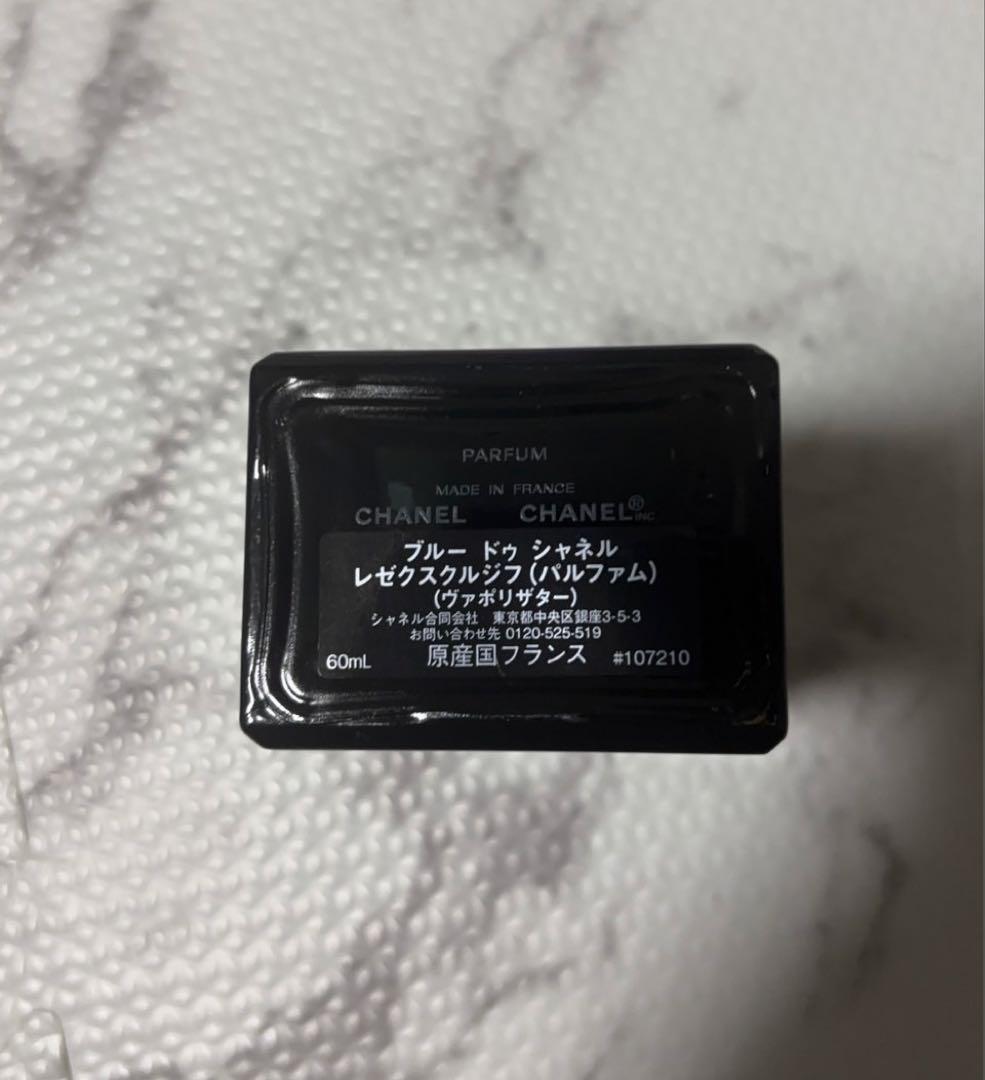 PARFUM
MADE IN FRANCE
CHANEL CHANEL® INC
ブルー ドゥ シャネル
レゼクスクルジフ(パルファム)
(ヴァポリザター)
シャネル合同会社 東京都中央区銀座3-5-3
お問い合わせ先 0120-525-519
60mL 原産国フランス #107210